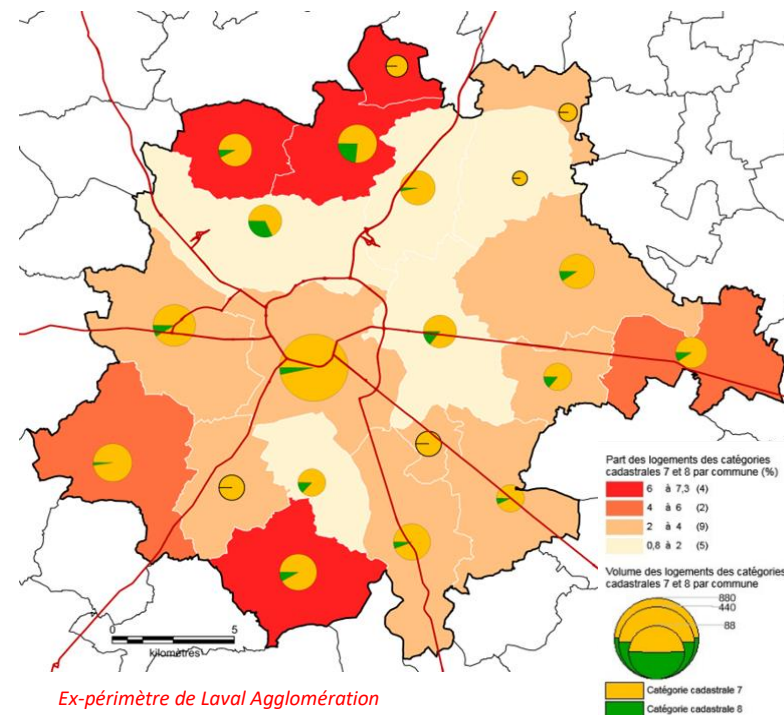 Part des logements des catégories
cadastrales 7 et 8 par commune (%)
6 à 7,3 (4)
4 à 6 (2)
2 à 4 (9)
0,8 à 2 (5)
Volume des logements des catégories
cadastrales 7 et 8 par commune
880
440
88
Catégorie cadastrale 7
Catégorie cadastrale 8
0 5
kilomètres
Ex-périmètre de Laval Agglomération